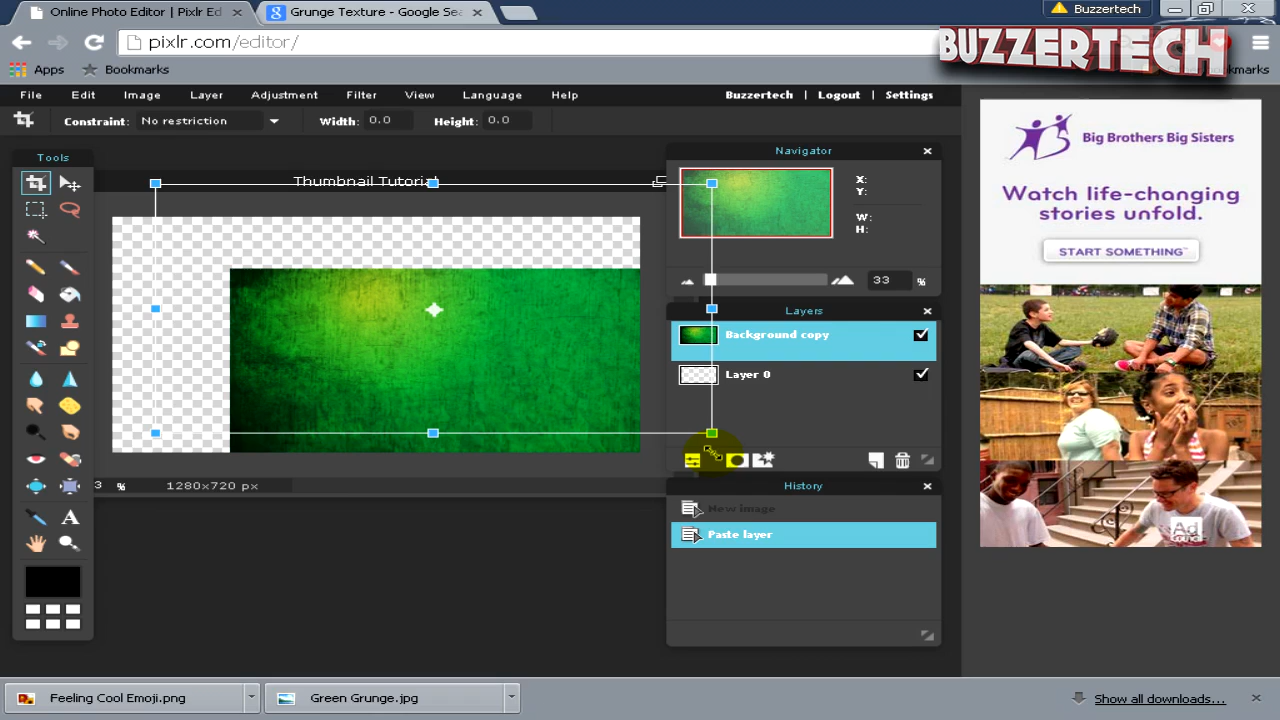 Online Photo Editor | Pixlr Ed
Grunge Texture - Google Sea
Buzzertech
pixlr.com/editor/
BUZZERTECH
Apps
Bookmarks
File Edit Image Layer Adjustment Filter View Language Help
Buzzertech | Logout | Settings
Constraint: No restriction Width: 0.0 Height: 0.0
Tools
Thumbnail Tutorial
Navigator
X:
Y:
W:
H:
33 %
Layers
Background copy
Layer 0
3 % 1280x720 px
History
New image
Paste layer
Big Brothers Big Sisters
Watch life-changing
stories unfold.
START SOMETHING™
Ad
Feeling Cool Emoji.png
Green Grunge.jpg
Show all downloads...